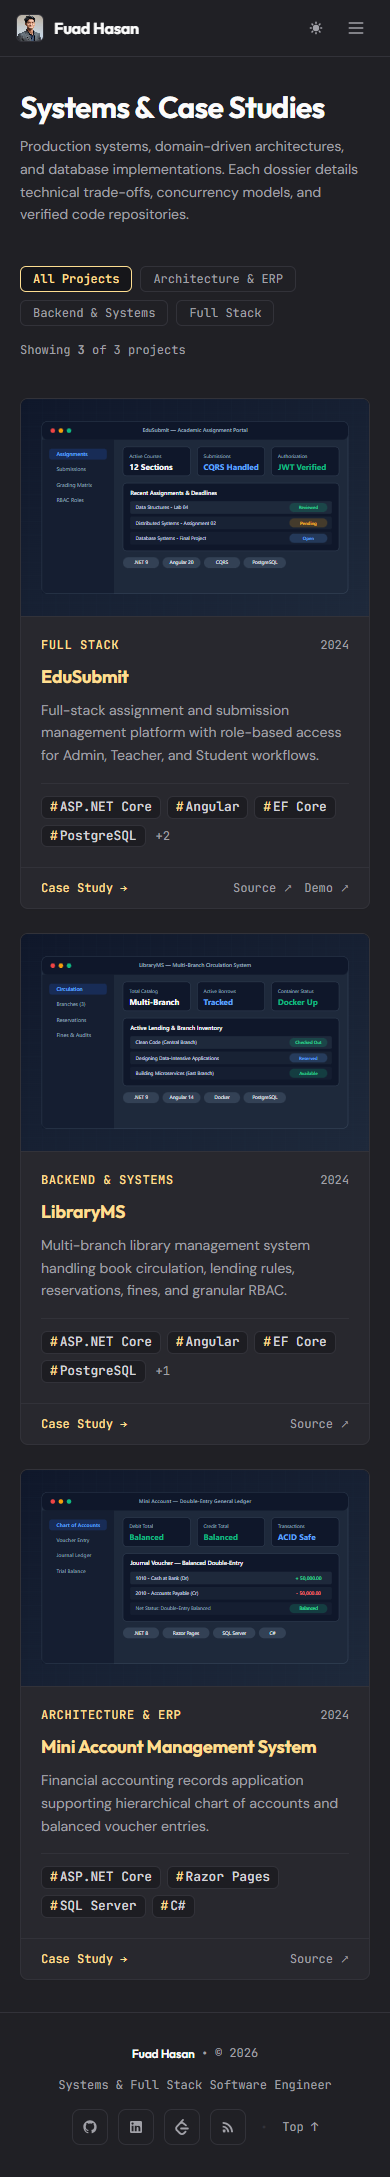 Fuad Hasan
Systems & Case Studies
Production systems, domain-driven architectures,
and database implementations. Each dossier details
technical trade-offs, concurrency models, and
verified code repositories.
All Projects
Architecture & ERP
Backend & Systems
Full Stack
Showing 3 of 3 projects
EduSubmit — Academic Assignment Portal
Assignments
Submissions
Grading Matrix
RBAC Roles
Active Courses
12 Sections
Submissions
CQRS Handled
Authorization
JWT Verified
Recent Assignments & Deadlines
Data Structures - Lab 04
Reviewed
Distributed Systems - Assignment 02
Pending
Database Systems - Final Project
Open
.NET 9
Angular 20
CQRS
PostgreSQL
FULL STACK
2024
EduSubmit
Full-stack assignment and submission
management platform with role-based access
for Admin, Teacher, and Student workflows.
#ASP.NET Core
#Angular
#EF Core
#PostgreSQL
+2
Case Study →
Source ↗
Demo ↗
LibraryMS — Multi-Branch Circulation System
Circulation
Branches (3)
Reservations
Fines & Audits
Total Catalog
Multi-Branch
Active Borrows
Tracked
Container Status
Docker Up
Active Lending & Branch Inventory
Clean Code (Central Branch)
Checked Out
Designing Data-Intensive Applications
Reserved
Building Microservices (East Branch)
Available
.NET 9
Angular 14
Docker
PostgreSQL
BACKEND & SYSTEMS
2024
LibraryMS
Multi-branch library management system
handling book circulation, lending rules,
reservations, fines, and granular RBAC.
#ASP.NET Core
#Angular
#EF Core
#PostgreSQL
+1
Case Study →
Source ↗
Mini Account — Double-Entry General Ledger
Chart of Accounts
Voucher Entry
Journal Ledger
Trial Balance
Debit Total
Balanced
Credit Total
Balanced
Transactions
ACID Safe
Journal Voucher — Balanced Double-Entry
1010 - Cash at Bank (Dr)
+ 50,000.00
2010 - Accounts Payable (Cr)
- 50,000.00
Net Status: Double-Entry Balanced
Balanced
.NET 8
Razor Pages
SQL Server
C#
ARCHITECTURE & ERP
2024
Mini Account Management System
Financial accounting records application
supporting hierarchical chart of accounts and
balanced voucher entries.
#ASP.NET Core
#Razor Pages
#SQL Server
#C#
Case Study →
Source ↗
Fuad Hasan • © 2026
Systems & Full Stack Software Engineer
Top ↑